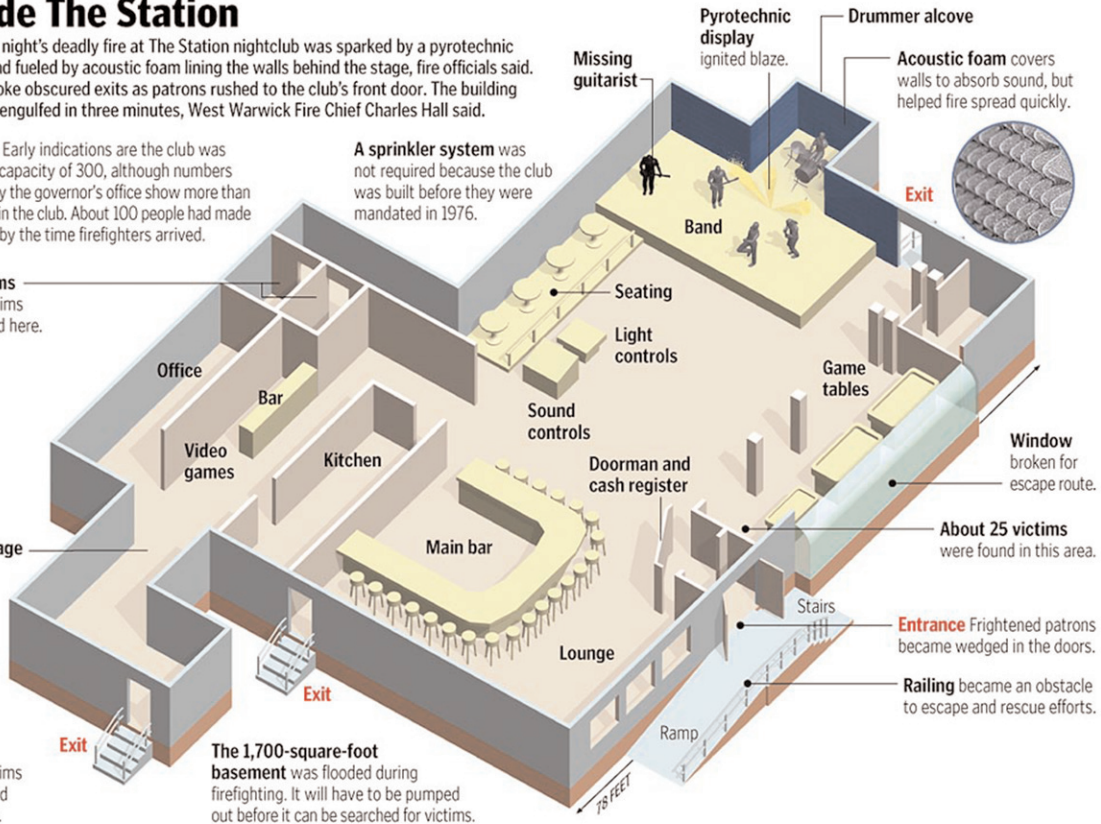 de The Station
night's deadly fire at The Station nightclub was sparked by a pyrotechnic
nd fueled by acoustic foam lining the walls behind the stage, fire officials said.
oke obscured exits as patrons rushed to the club's front door. The building
engulfed in three minutes, West Warwick Fire Chief Charles Hall said.
Early indications are the club was
capacity of 300, although numbers
y the governor's office show more than
in the club. About 100 people had made
by the time firefighters arrived.
A sprinkler system was
not required because the club
was built before they were
mandated in 1976.
Missing
guitarist
Pyrotechnic
display
ignited blaze.
Drummer alcove
Acoustic foam covers
walls to absorb sound, but
helped fire spread quickly.
Exit
Band
ms
ims
d here.
Seating
Light
controls
Sound
controls
Game
tables
Office
Bar
Video
games
Kitchen
Doorman and
cash register
Window
broken for
escape route.
Main bar
About 25 victims
were found in this area.
age
Stairs
Entrance Frightened patrons
became wedged in the doors.
Lounge
Railing became an obstacle
to escape and rescue efforts.
Exit
Ramp
Exit
78 FEET
The 1,700-square-foot
basement was flooded during
firefighting. It will have to be pumped
out before it can be searched for victims.
ims
d